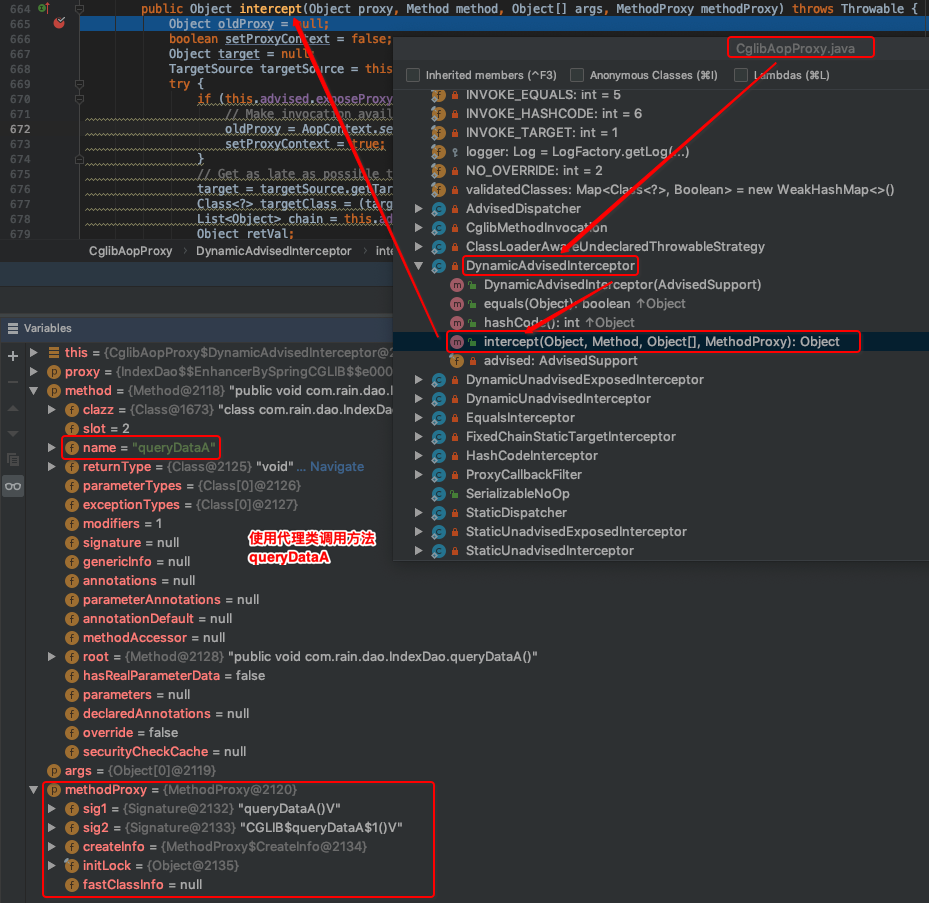 664 public Object intercept(Object proxy, Method method, Object[] args, MethodProxy methodProxy) throws Throwable {
665 Object oldProxy = null;
666 boolean setProxyContext = false;
667 Object target = null
668 TargetSource targetSource = this
669 try {
670 if (this.advised.exposeProxy
671 // Make invocation avail
672 oldProxy = AopContext.se
673 setProxyContext = true;
674 }
675 // Get as late as possible t
676 target = targetSource.getTar
677 Class<?> targetClass = (targ
678 List<Object> chain = this.ad
679 Object retVal;
CglibAopProxy › DynamicAdvisedInterceptor › inte
CglibAopProxy.java
Inherited members (^F3) Anonymous Classes (⌘I) Lambdas (⌘L)
INVOKE_EQUALS: int = 5
INVOKE_HASHCODE: int = 6
INVOKE_TARGET: int = 1
logger: Log = LogFactory.getLog(...)
NO_OVERRIDE: int = 2
validatedClasses: Map<Class<?>, Boolean> = new WeakHashMap<>()
AdvisedDispatcher
CglibMethodInvocation
ClassLoaderAwareUndeclaredThrowableStrategy
DynamicAdvisedInterceptor
DynamicAdvisedInterceptor(AdvisedSupport)
equals(Object): boolean ↑Object
hashCode(): int ↑Object
intercept(Object, Method, Object[], MethodProxy): Object
advised: AdvisedSupport
DynamicUnadvisedExposedInterceptor
DynamicUnadvisedInterceptor
EqualsInterceptor
FixedChainStaticTargetInterceptor
HashCodeInterceptor
ProxyCallbackFilter
SerializableNoOp
StaticDispatcher
StaticUnadvisedExposedInterceptor
StaticUnadvisedInterceptor
Variables
this = {CglibAopProxy$DynamicAdvisedInterceptor@2
proxy = {IndexDao$$EnhancerBySpringCGLIB$$e000
method = {Method@2118} "public void com.rain.dao.I
clazz = {Class@1673} "class com.rain.dao.IndexDa
slot = 2
name = "queryDataA"
returnType = {Class@2125} "void" ... Navigate
parameterTypes = {Class[0]@2126}
exceptionTypes = {Class[0]@2127}
modifiers = 1
signature = null
genericInfo = null
annotations = null
parameterAnnotations = null
annotationDefault = null
methodAccessor = null
root = {Method@2128} "public void com.rain.dao.IndexDao.queryDataA()"
hasRealParameterData = false
parameters = null
declaredAnnotations = null
override = false
securityCheckCache = null
args = {Object[0]@2119}
methodProxy = {MethodProxy@2120}
sig1 = {Signature@2132} "queryDataA()V"
sig2 = {Signature@2133} "CGLIB$queryDataA$1()V"
createInfo = {MethodProxy$CreateInfo@2134}
initLock = {Object@2135}
fastClassInfo = null
使用代理类调用方法
queryDataA